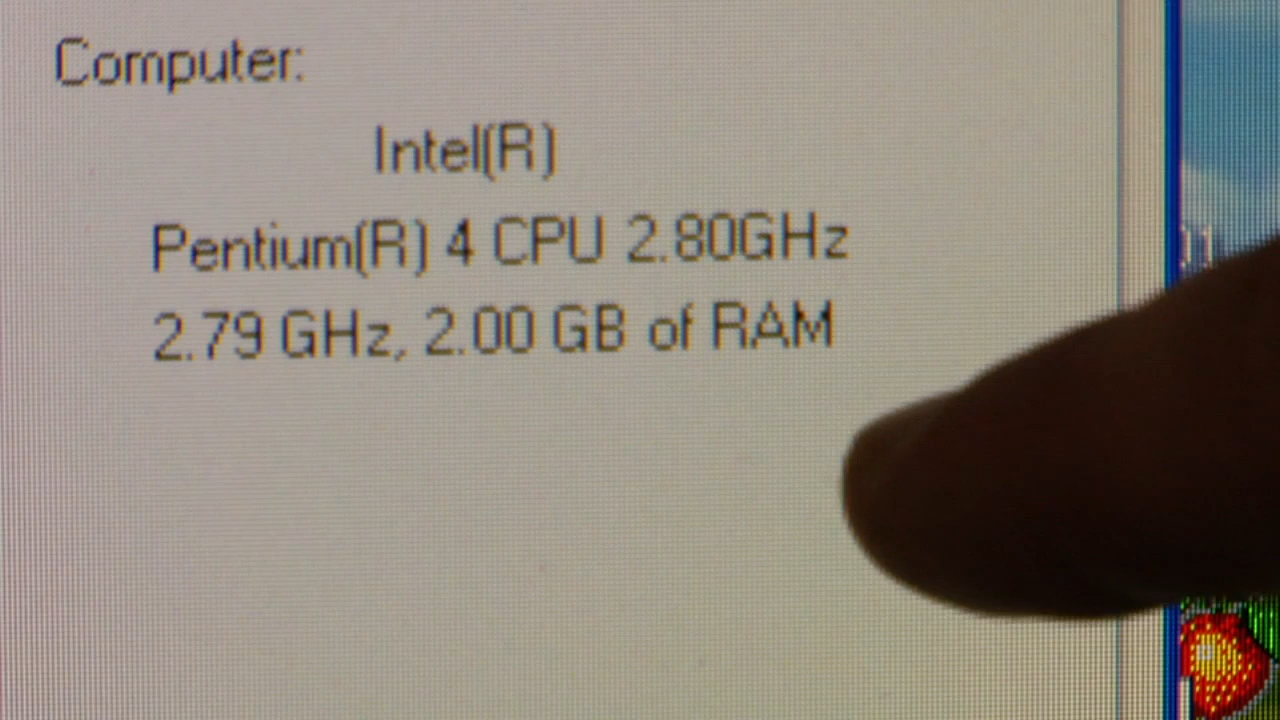 Computer:
Intel(R)
Pentium(R) 4 CPU 2.80GHz
2.79 GHz, 2.00 GB of RAM